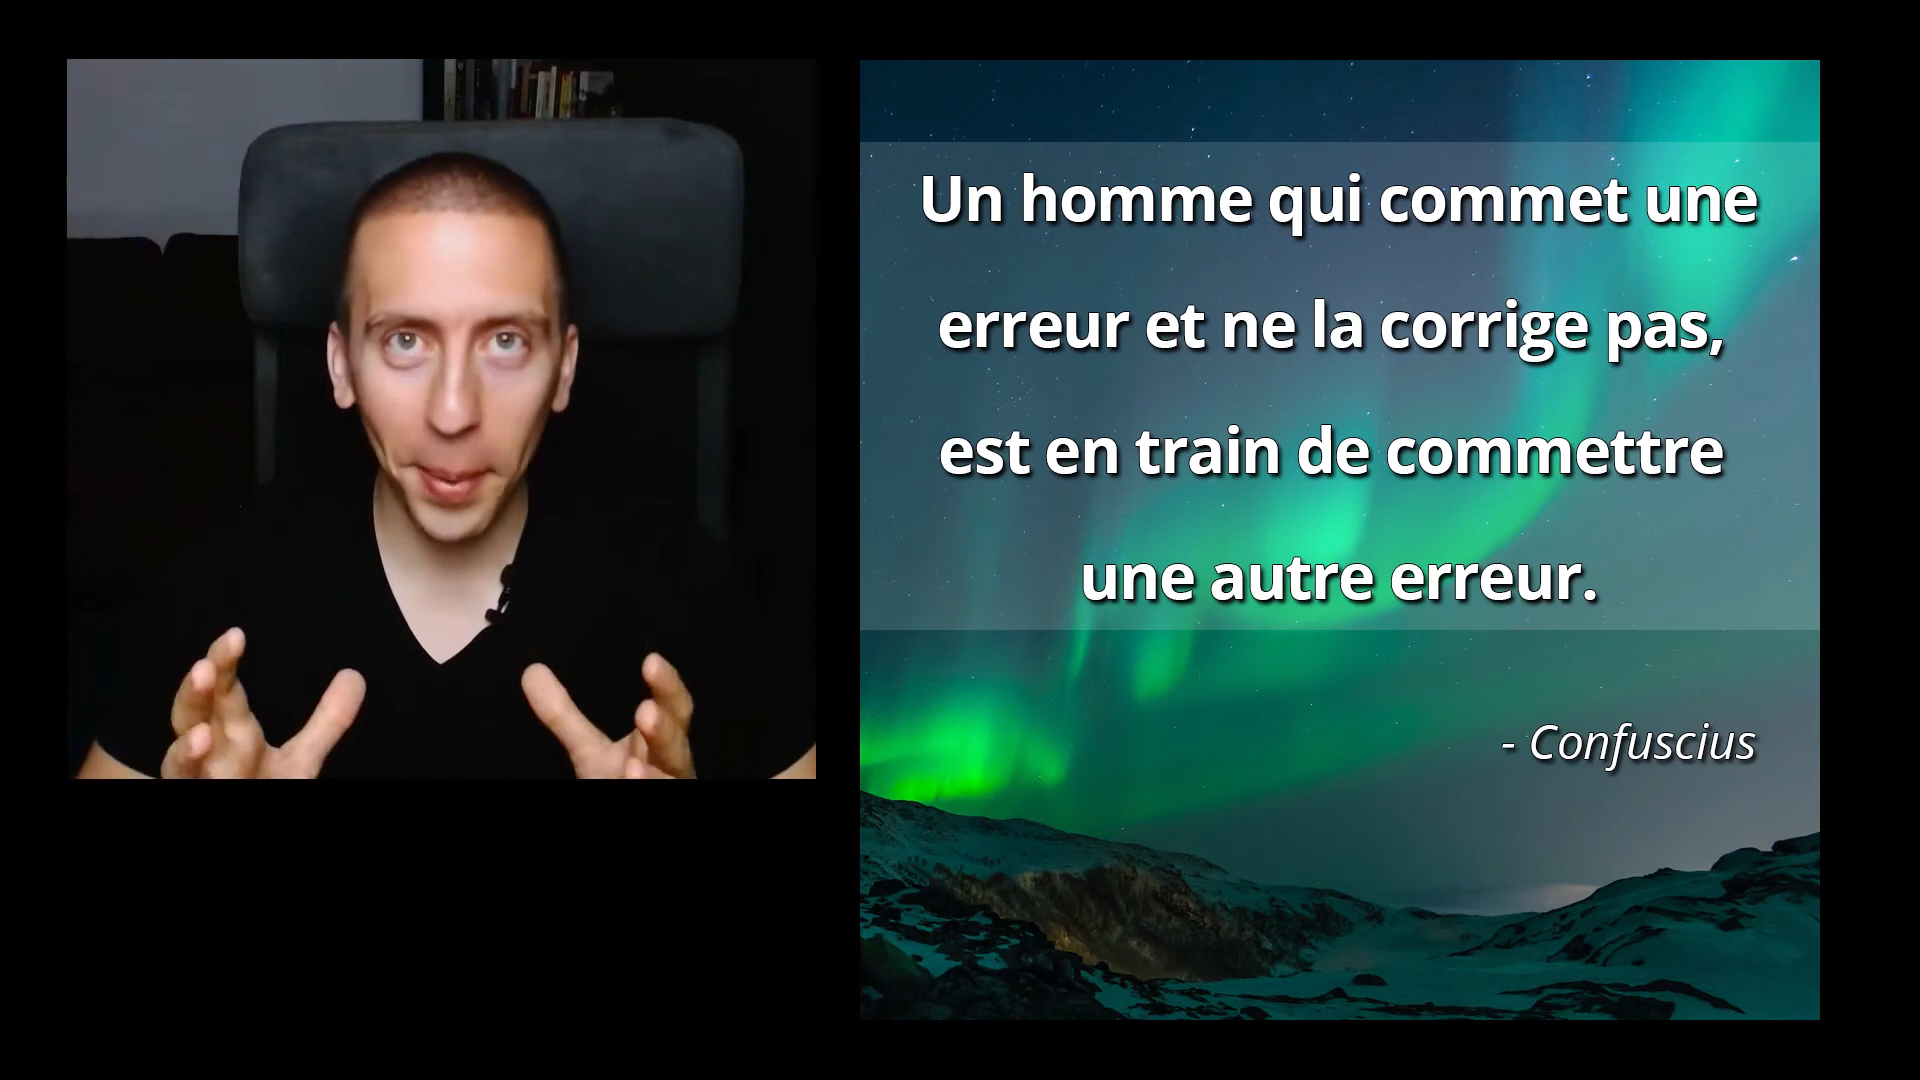 Un homme qui commet une
erreur et ne la corrige pas,
est en train de commettre
une autre erreur.
- Confuscius